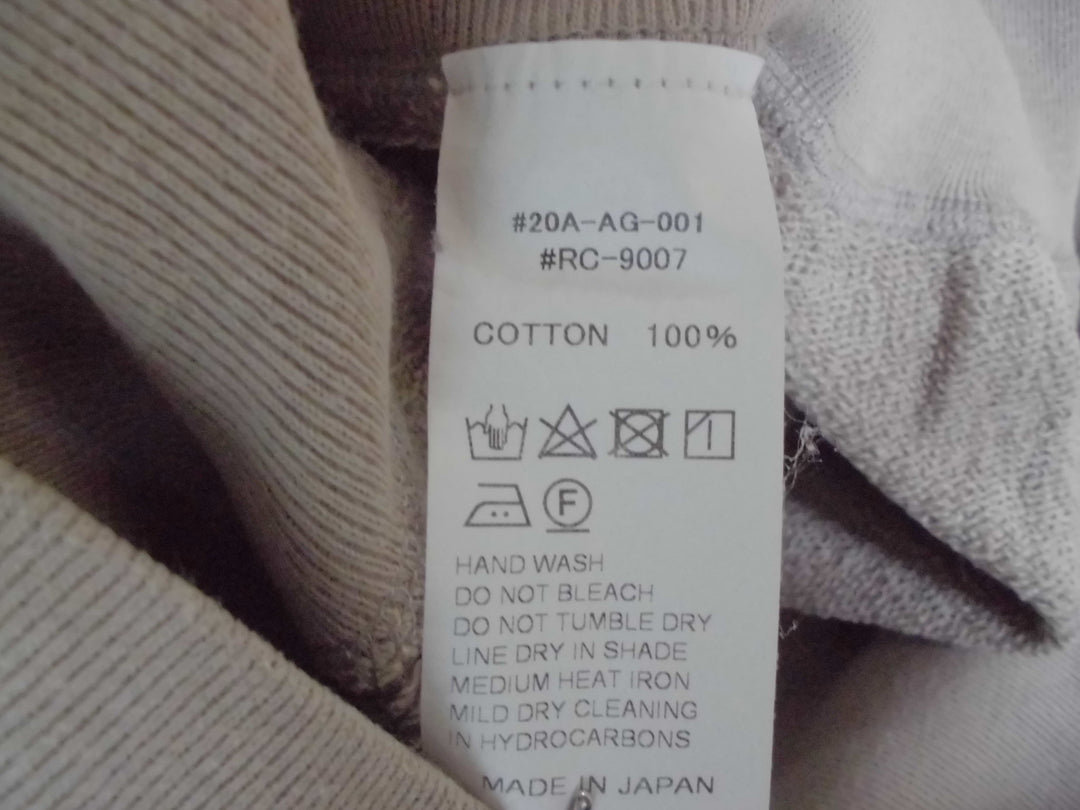 #20A-AG-001
#RC-9007
COTTON 100%
F
HAND WASH
DO NOT BLEACH
DO NOT TUMBLE DRY
LINE DRY IN SHADE
MEDIUM HEAT IRON
MILD DRY CLEANING
IN HYDROCARBONS
MADE IN JAPAN